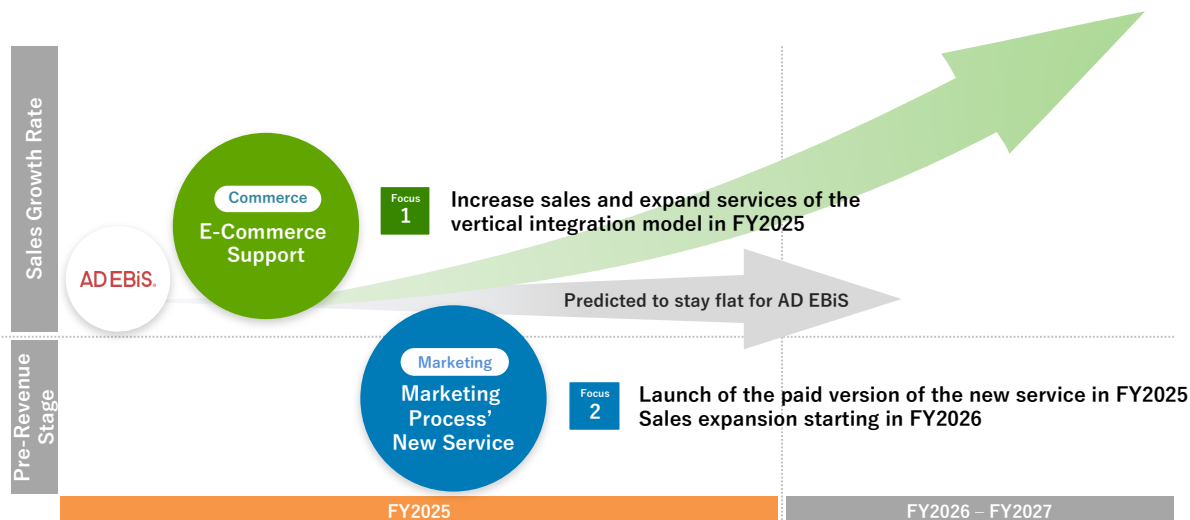 Sales Growth Rate
AD EBiS.
Commerce
E-Commerce
Support
Focus
1
Increase sales and expand services of the
vertical integration model in FY2025
Predicted to stay flat for AD EBiS
Pre-Revenue
Stage
Marketing
Marketing
Process’
New Service
Focus
2
Launch of the paid version of the new service in FY2025
Sales expansion starting in FY2026
FY2025
FY2026 – FY2027